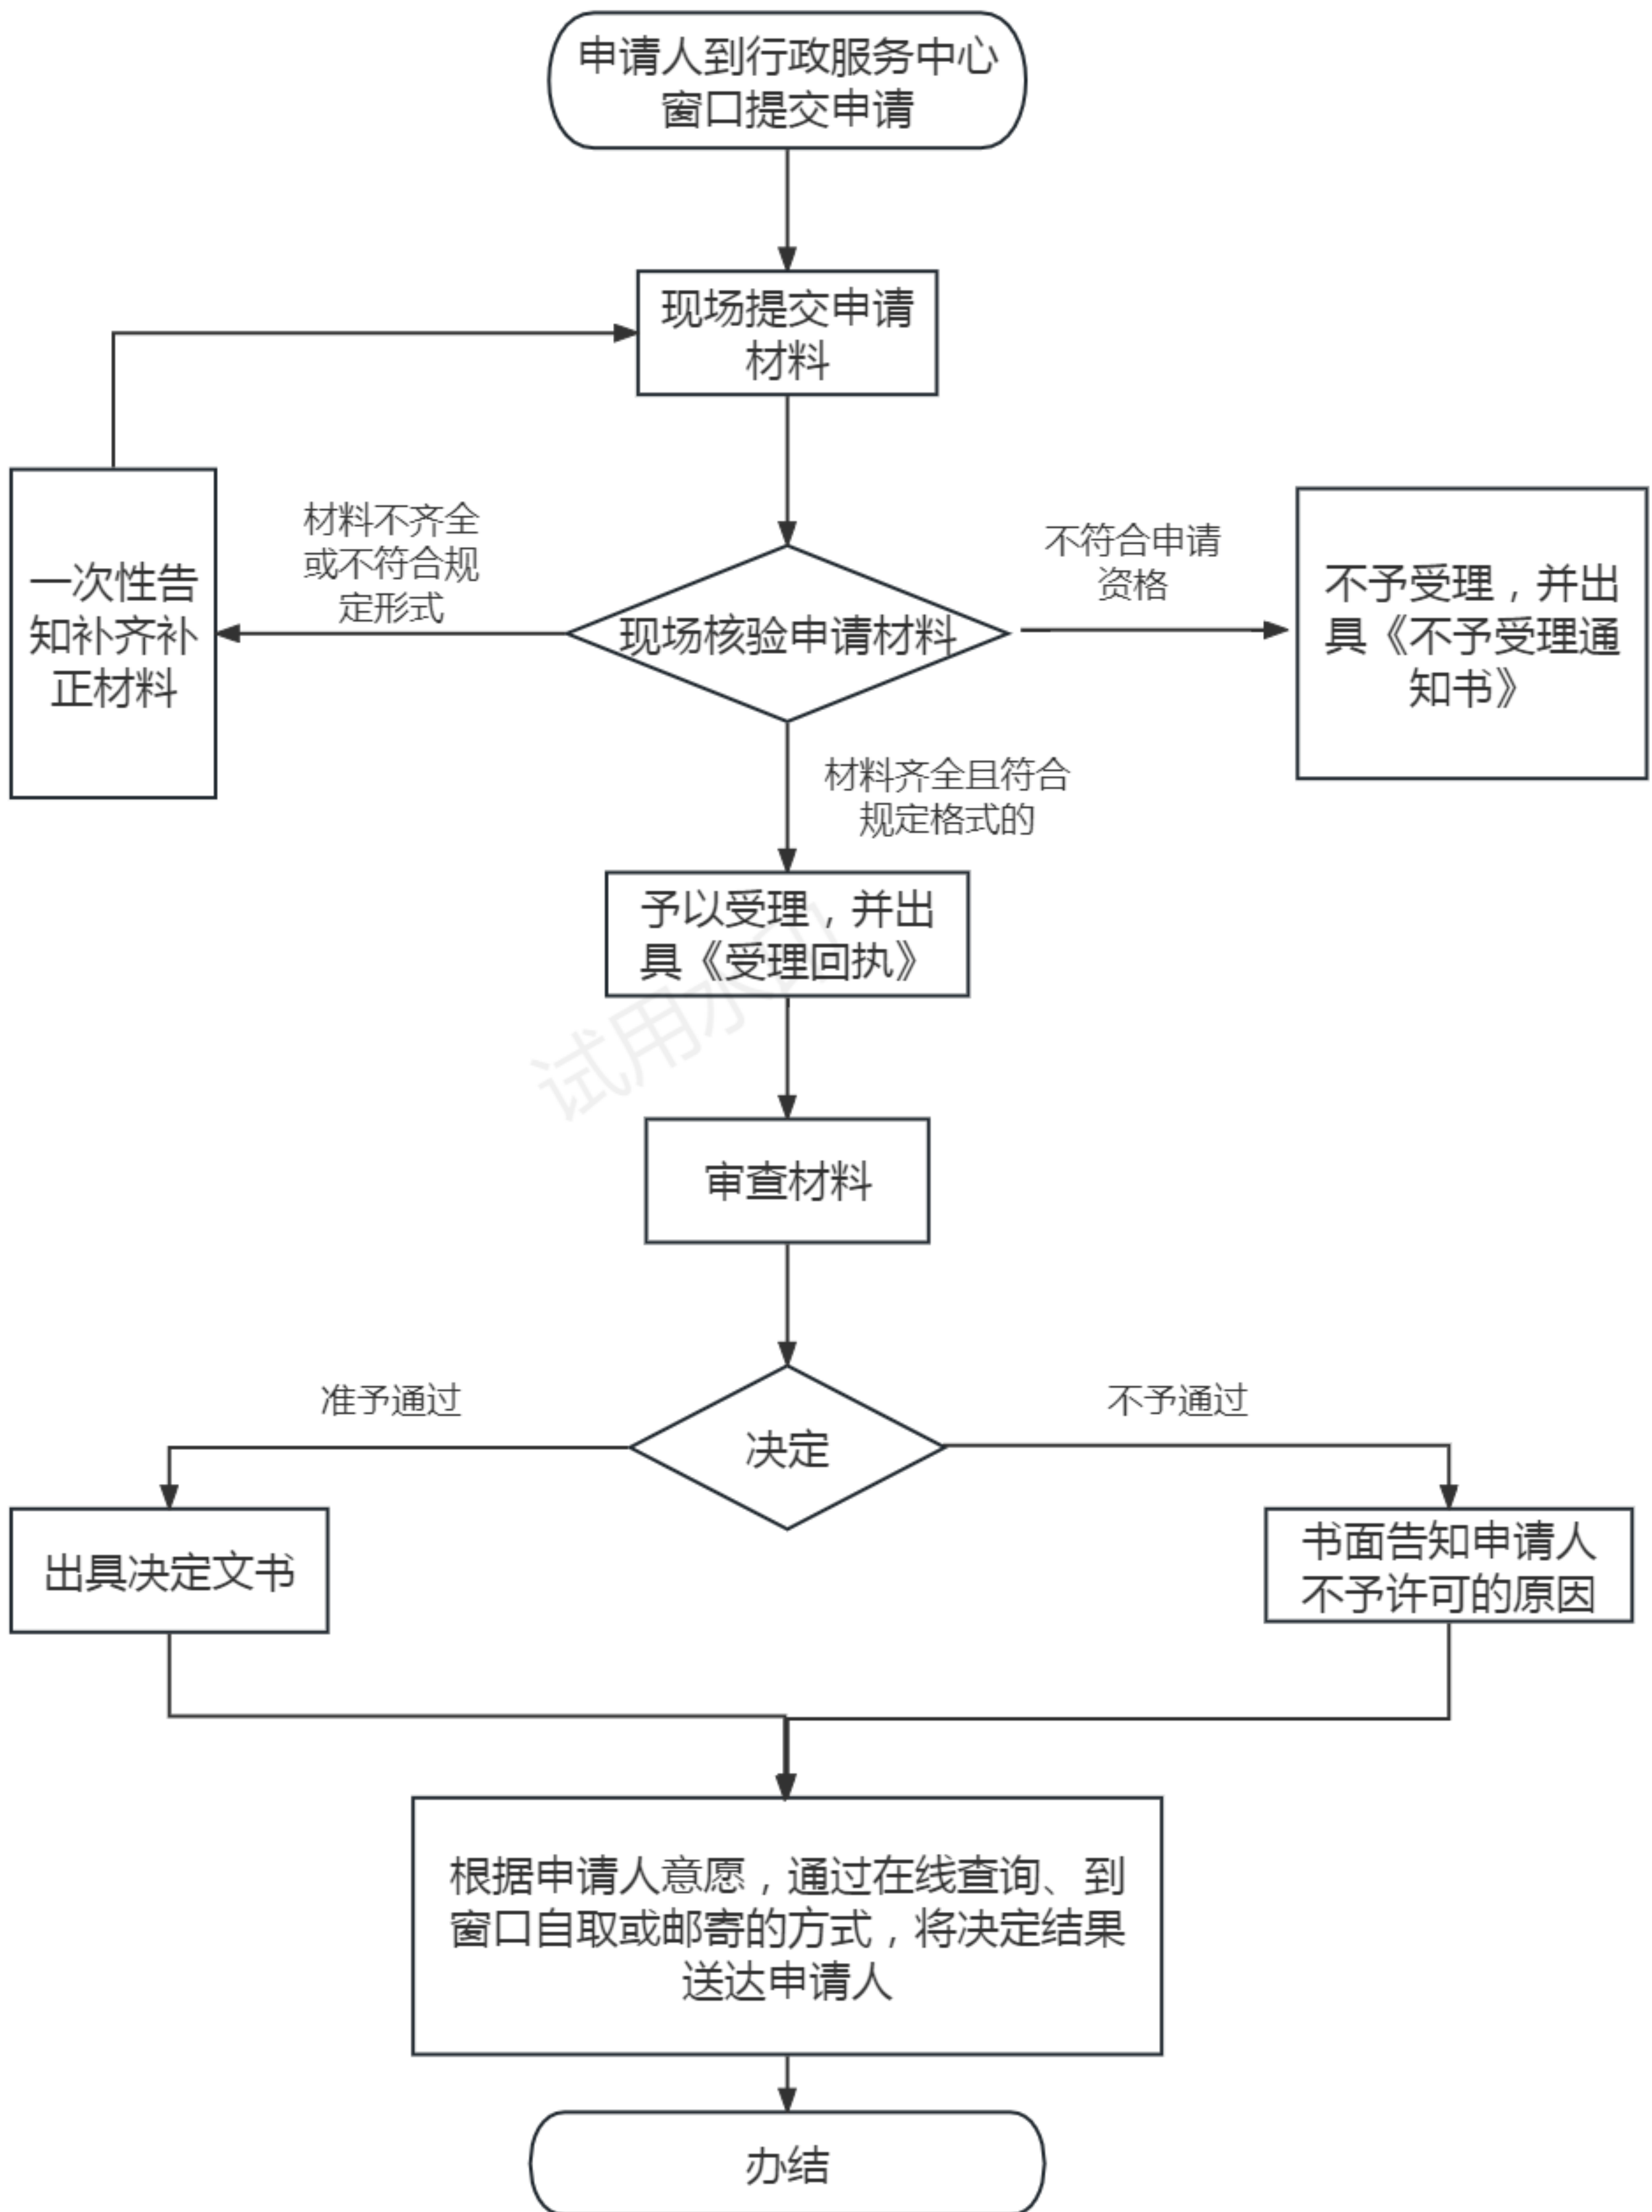 申请人到行政服务中心
窗口提交申请
现场提交申请
材料
材料不齐全
或不符合规
定形式
不符合申请
资格
一次性告
知补齐补
正材料
现场核验申请材料
不予受理，并出
具《不予受理通
知书》
材料齐全且符合
规定格式的
予以受理，并出
具《受理回执》
试用水印
审查材料
准予通过
不予通过
决定
出具决定文书
书面告知申请人
不予许可的原因
根据申请人意愿，通过在线查询、到
窗口自取或邮寄的方式，将决定结果
送达申请人
办结